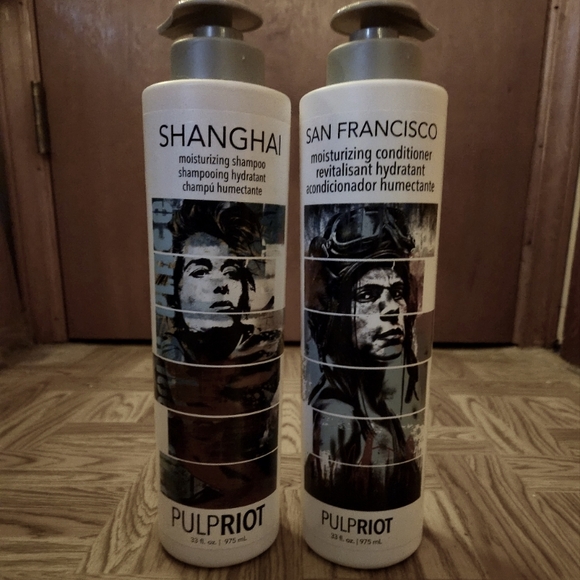 SHANGHAI
moisturizing shampoo
shampooing hydratant
champú humectante
PULPRIOT
33 fl. oz. | 975 mL
SAN FRANCISCO
moisturizing conditioner
revitalisant hydratant
acondicionador humectante
PULPRIOT
33 fl. oz. | 975 mL